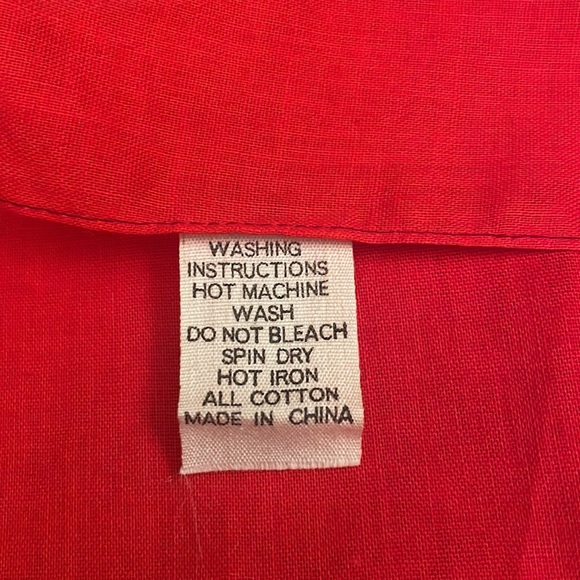 WASHING
INSTRUCTIONS
HOT MACHINE
WASH
DO NOT BLEACH
SPIN DRY
HOT IRON
ALL COTTON
MADE IN CHINA